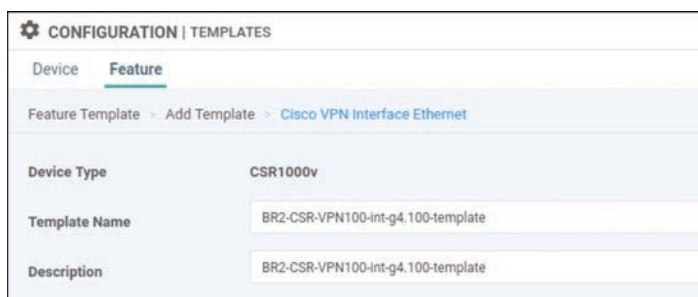 CONFIGURATION | TEMPLATES
Device Feature
Feature Template > Add Template > Cisco VPN Interface Ethernet
Device Type CSR1000v
Template Name BR2-CSR-VPN100-int-g4.100-template
Description BR2-CSR-VPN100-int-g4.100-template